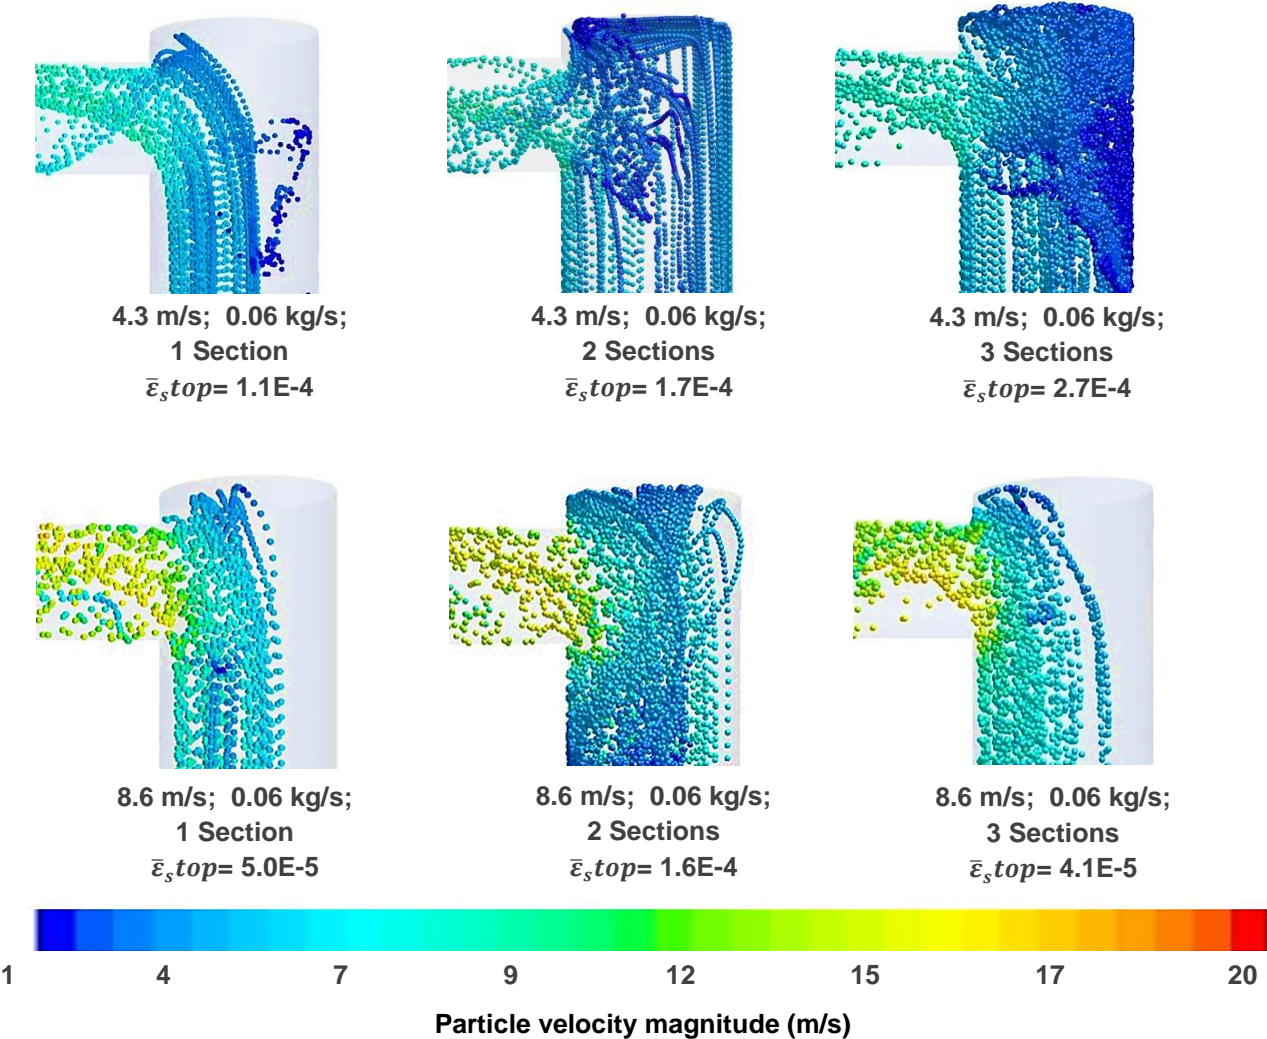 4.3 m/s; 0.06 kg/s;
1 Section
ε̅ₛtop= 1.1E-4
4.3 m/s; 0.06 kg/s;
2 Sections
ε̅ₛtop= 1.7E-4
4.3 m/s; 0.06 kg/s;
3 Sections
ε̅ₛtop= 2.7E-4
8.6 m/s; 0.06 kg/s;
1 Section
ε̅ₛtop= 5.0E-5
8.6 m/s; 0.06 kg/s;
2 Sections
ε̅ₛtop= 1.6E-4
8.6 m/s; 0.06 kg/s;
3 Sections
ε̅ₛtop= 4.1E-5
1 4 7 9 12 15 17 20
Particle velocity magnitude (m/s)